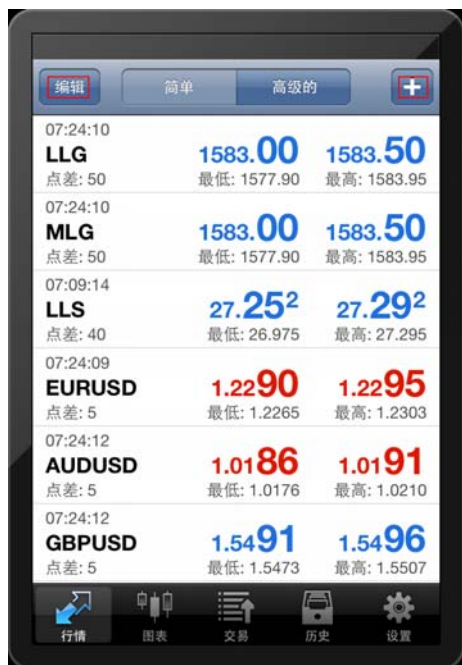 编辑 简单 高级的 +
07:24:10
LLG 1583.00 1583.50
点差: 50 最低: 1577.90 最高: 1583.95
07:24:10
MLG 1583.00 1583.50
点差: 50 最低: 1577.90 最高: 1583.95
07:09:14
LLS 27.252 27.292
点差: 40 最低: 26.975 最高: 27.295
07:24:09
EURUSD 1.2290 1.2295
点差: 5 最低: 1.2265 最高: 1.2303
07:24:12
AUDUSD 1.0186 1.0191
点差: 5 最低: 1.0176 最高: 1.0210
07:24:12
GBPUSD 1.5491 1.5496
点差: 5 最低: 1.5473 最高: 1.5507
行情 图表 交易 历史 设置